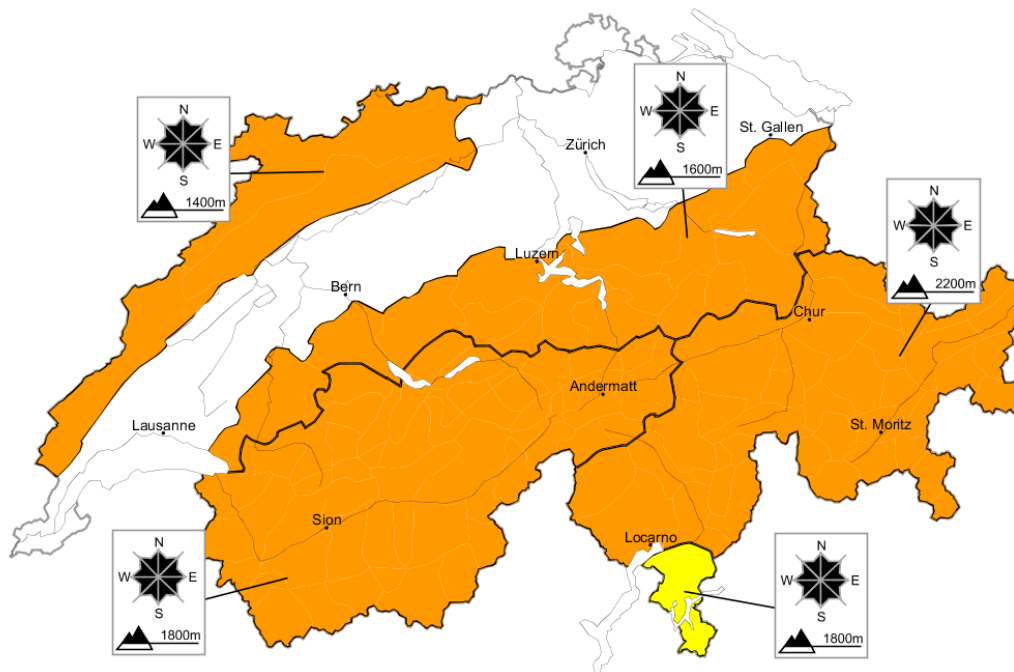 N
W E
S
1400m
N
W E
S
1600m
St. Gallen
Zürich
N
W E
S
2200m
Luzern
Bern
Chur
Andermatt
Lausanne
St. Moritz
Sion
Locarno
N
W E
S
1800m
N
W E
S
1800m